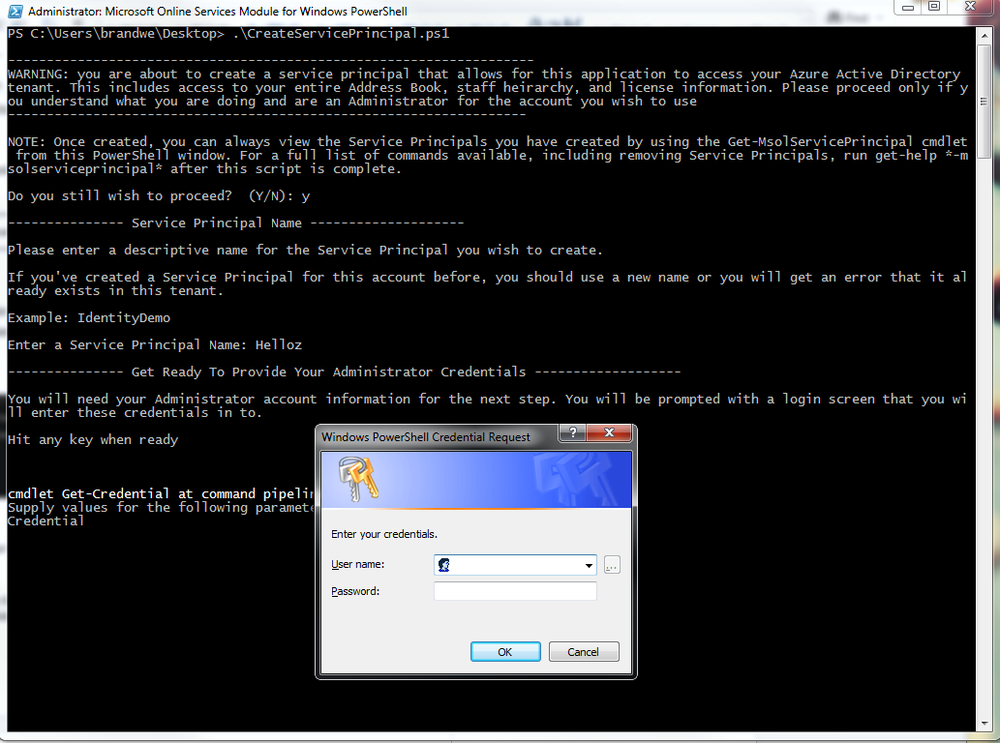 Administrator: Microsoft Online Services Module for Windows PowerShell
PS C:\Users\brandwe\Desktop> .\CreateServicePrincipal.ps1
--------------------------------------------------------------------
WARNING: you are about to create a service principal that allows for this application to access your Azure Active Directory
tenant. This includes access to your entire Address Book, staff heirarchy, and license information. Please proceed only if y
ou understand what you are doing and are an Administrator for the account you wish to use
-------------------------------------------------------------------
NOTE: Once created, you can always view the Service Principals you have created by using the Get-MsolServicePrincipal cmdlet
from this PowerShell window. For a full list of commands available, including removing Service Principals, run get-help *-m
solserviceprincipal* after this script is complete.
Do you still wish to proceed?  (Y/N): y
--------------- Service Principal Name --------------------
Please enter a descriptive name for the Service Principal you wish to create.
If you've created a Service Principal for this account before, you should use a new name or you will get an error that it al
ready exists in this tenant.
Example: IdentityDemo
Enter a Service Principal Name: Helloz
--------------- Get Ready To Provide Your Administrator Credentials -------------------
You will need your Administrator account information for the next step. You will be prompted with a login screen that you wi
ll enter these credentials in to.
Hit any key when ready
cmdlet Get-Credential at command pipelin
Supply values for the following paramete
Credential
Windows PowerShell Credential Request
?
Enter your credentials.
User name:
...
Password:
OK
Cancel